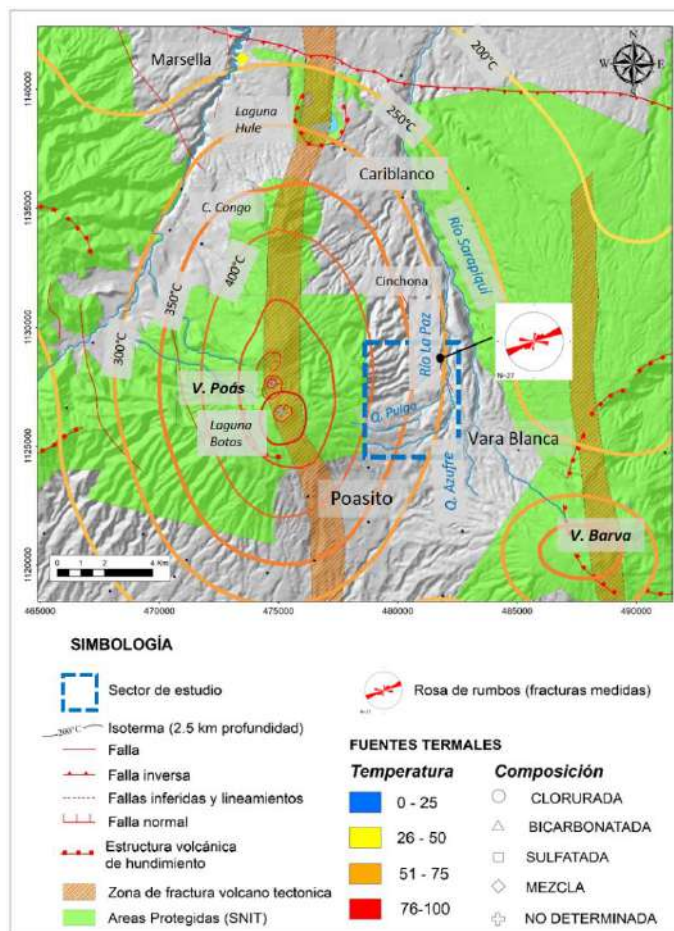 Marsella
200°C
W
E
Laguna
Hule
250°C
Cariblanco
C. Congo
Río Sarapiquí
400°C
Cinchona
350°C
300°C
Río La Paz
N=27
V. Poás
Q. Pulga
Laguna
Botos
Vara Blanca
Q. Azufre
Poasito
V. Barva
0 1 2 4 Km
1140000
1135000
1130000
1125000
1120000
465000 470000 475000 480000 485000 490000
SIMBOLOGÍA
Sector de estudio
200°C Isoterma (2.5 km profundidad)
Falla
Falla inversa
Fallas inferidas y lineamientos
Falla normal
Estructura volcánica
de hundimiento
Zona de fractura volcano tectonica
Areas Protegidas (SNIT)
Rosa de rumbos (fracturas medidas)
FUENTES TERMALES
Temperatura
0 - 25
26 - 50
51 - 75
76-100
Composición
CLORURADA
BICARBONATADA
SULFATADA
MEZCLA
NO DETERMINADA